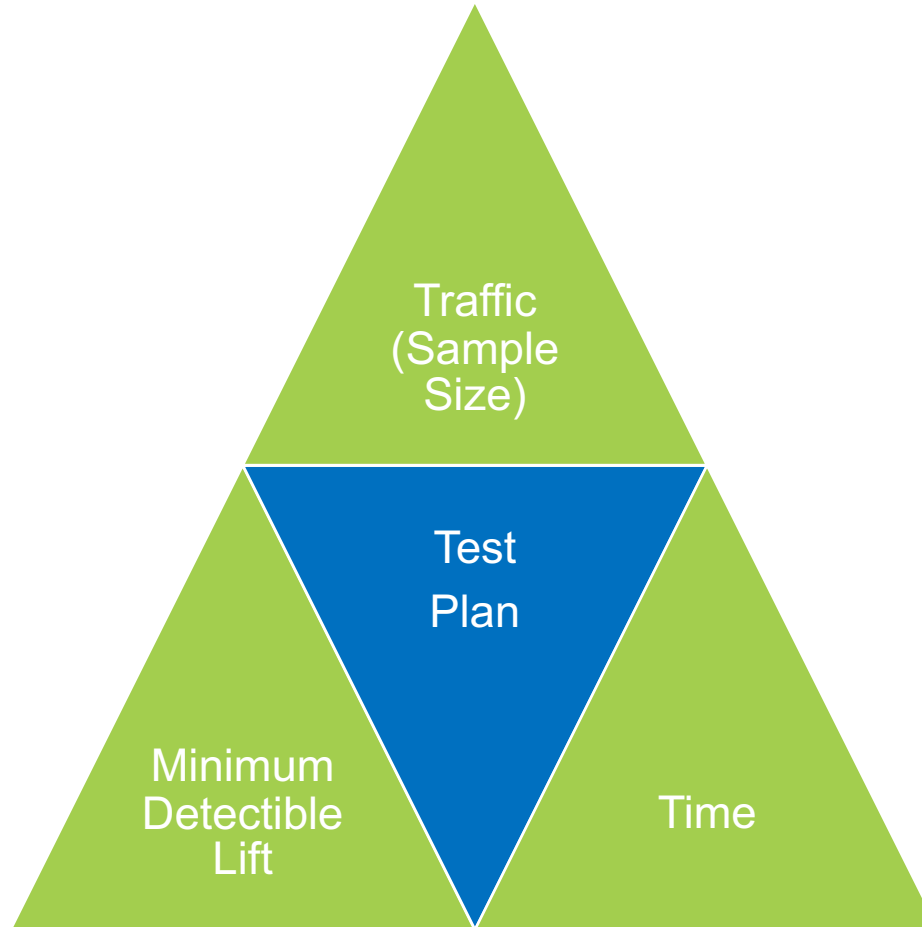 Traffic
(Sample
Size)
Test
Plan
Minimum
Detectible
Lift
Time